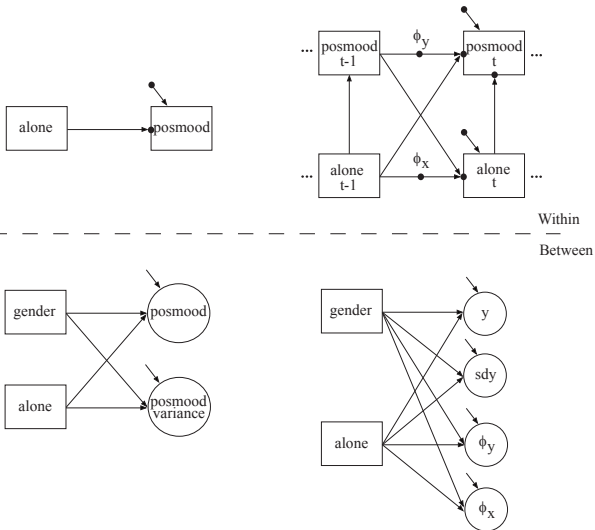 alone
posmood
... posmood
t-1
ϕy
posmood
t
...
... alone
t-1
ϕx
alone
t
...
Within
Between
gender
posmood
alone
posmood
variance
gender
y
sdy
alone
ϕy
ϕx